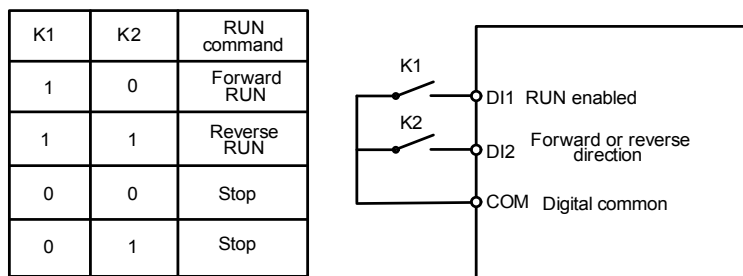 K1 K2 RUN
command
1 0 Forward
RUN
1 1 Reverse
RUN
0 0 Stop
0 1 Stop
K1
DI1 RUN enabled
K2
DI2 Forward or reverse
direction
COM Digital common